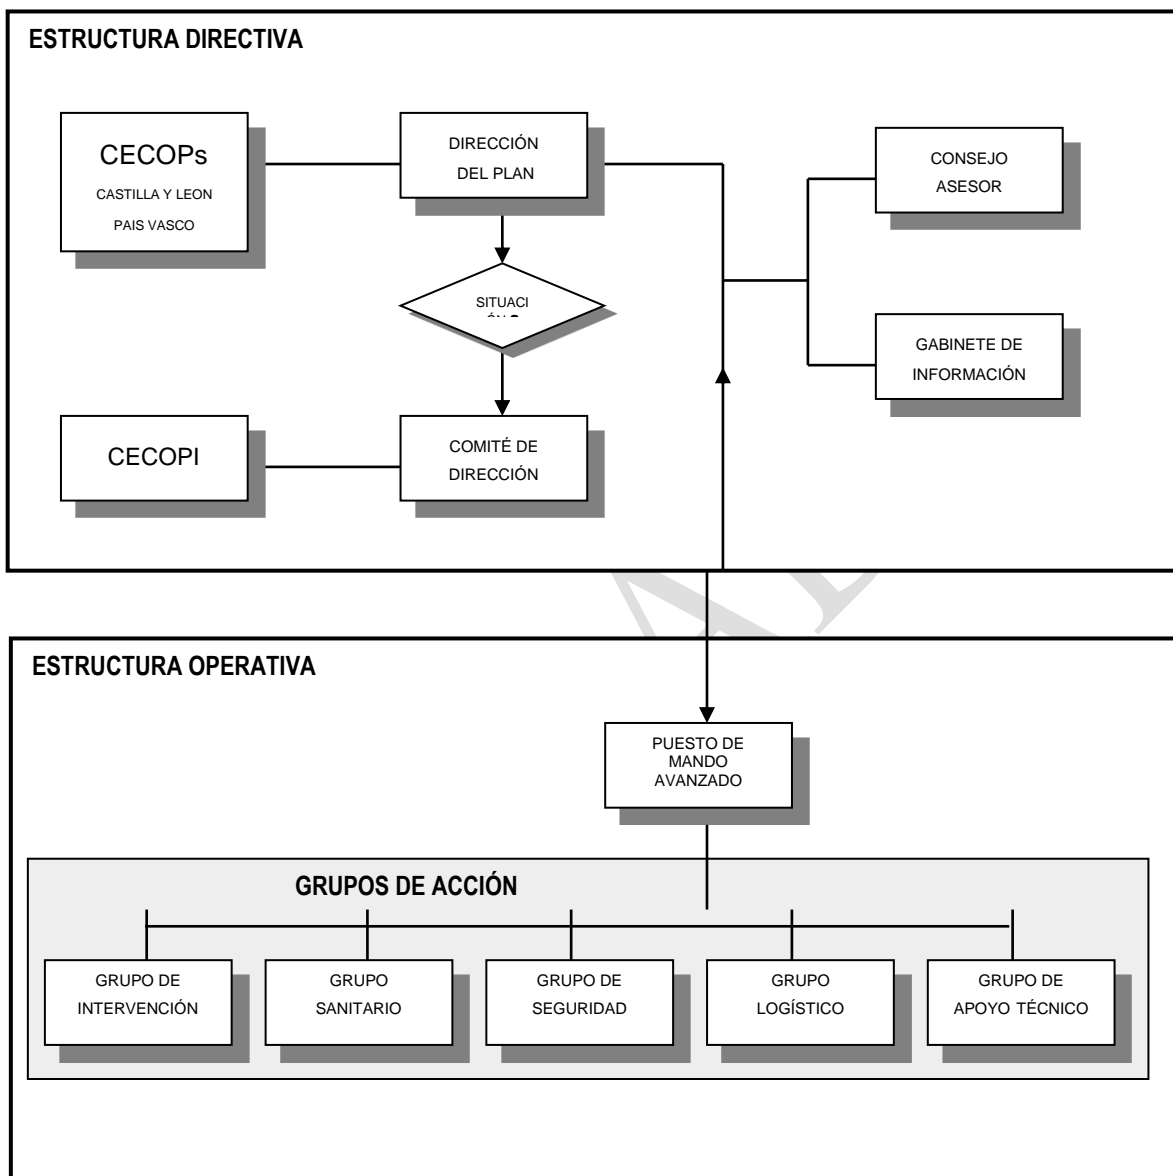 ESTRUCTURA DIRECTIVA
CECOPs
CASTILLA Y LEON
PAIS VASCO
DIRECCIÓN
DEL PLAN
CONSEJO
ASESOR
SITUACI
GABINETE DE
INFORMACIÓN
CECOPI
COMITÉ DE
DIRECCIÓN
ESTRUCTURA OPERATIVA
PUESTO DE
MANDO
AVANZADO
GRUPOS DE ACCIÓN
GRUPO DE
INTERVENCIÓN
GRUPO
SANITARIO
GRUPO DE
SEGURIDAD
GRUPO
LOGÍSTICO
GRUPO DE
APOYO TÉCNICO